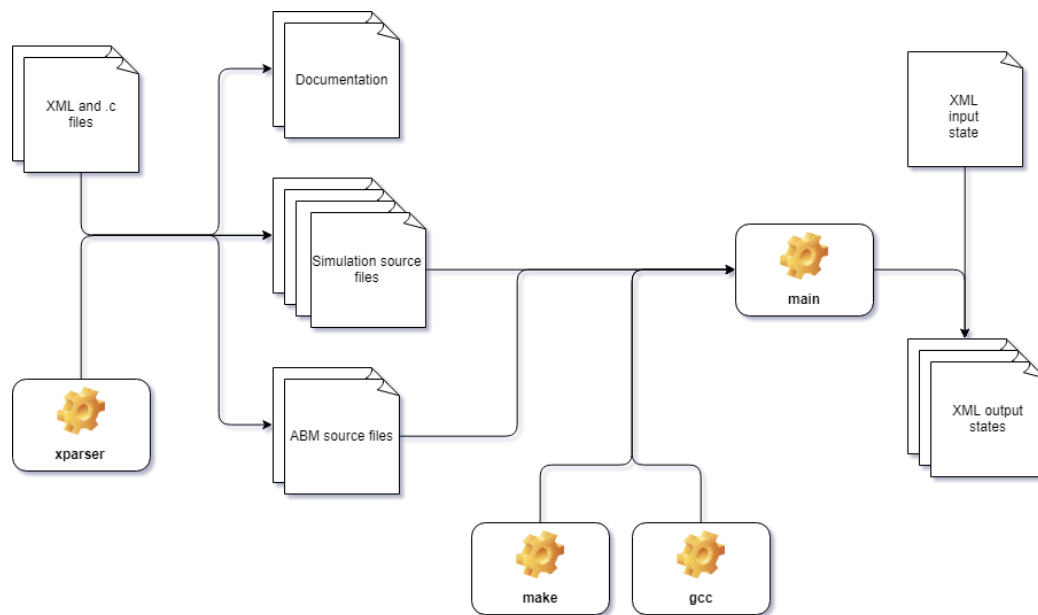 XML and .c
files
Documentation
XML
input
state
Simulation source
files
main
xparser
ABM source files
XML output
states
make
gcc